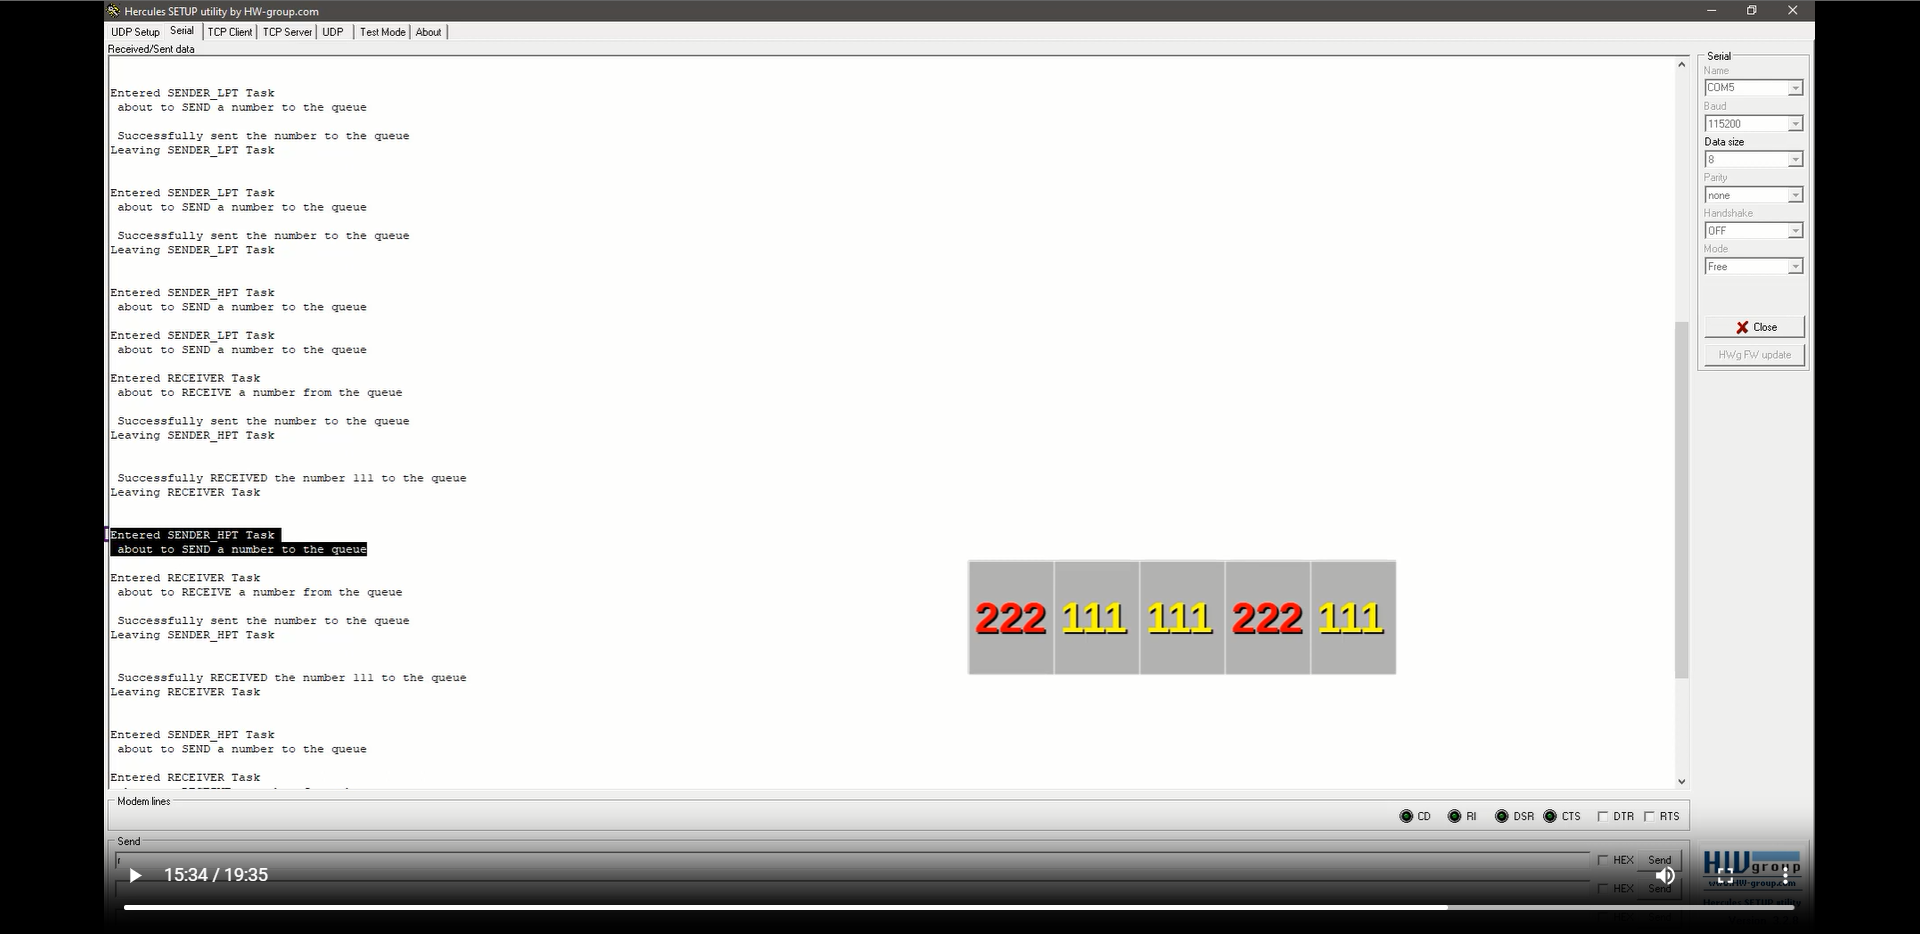 Hercules SETUP utility by HW-group.com
UDP Setup Serial TCP Client TCP Server UDP Test Mode About
Received/Sent data
Entered SENDER_LPT Task
about to SEND a number to the queue
Successfully sent the number to the queue
Leaving SENDER_LPT Task
Entered SENDER_LPT Task
about to SEND a number to the queue
Successfully sent the number to the queue
Leaving SENDER_LPT Task
Entered SENDER_HPT Task
about to SEND a number to the queue
Entered SENDER_LPT Task
about to SEND a number to the queue
Entered RECEIVER Task
about to RECEIVE a number from the queue
Successfully sent the number to the queue
Leaving SENDER_HPT Task
Successfully RECEIVED the number 111 to the queue
Leaving RECEIVER Task
Entered SENDER_HPT Task
about to SEND a number to the queue
Entered RECEIVER Task
about to RECEIVE a number from the queue
Successfully sent the number to the queue
Leaving SENDER_HPT Task
Successfully RECEIVED the number 111 to the queue
Leaving RECEIVER Task
Entered SENDER_HPT Task
about to SEND a number to the queue
Entered RECEIVER Task
222 111 111 222 111
Serial
Name
COM5
Baud
115200
Data size
8
Parity
none
Handshake
OFF
Mode
Free
Close
HWg FW update
Modem lines
CD RI DSR CTS DTR RTS
Send
r
HEX Send
HEX Send
15:34 / 19:35
HW group
www.HW-group.com
Hercules SETUP utility